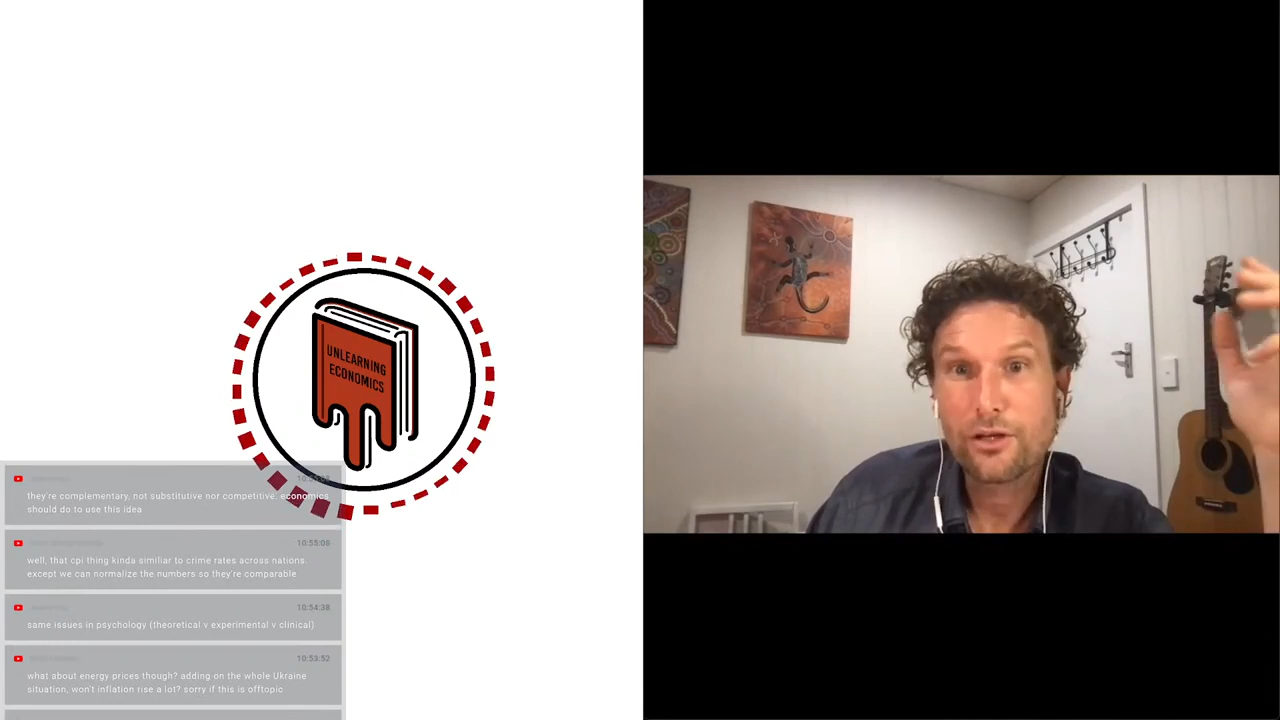 UNLEARNING
ECONOMICS
they're complementary, not substitutive nor competitive. economics
should do to use this idea
10:55:09
well, that cpi thing kinda similiar to crime rates across nations.
except we can normalize the numbers so they're comparable
10:54:38
same issues in psychology (theoretical v experimental v clinical)
10:53:52
what about energy prices though? adding on the whole Ukraine
situation, won't inflation rise a lot? sorry if this is offtopic